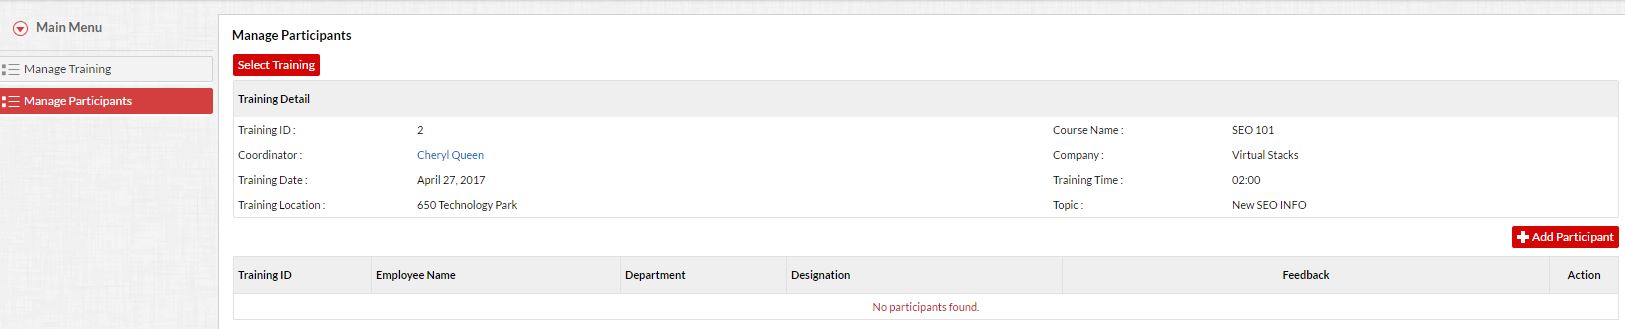 Main Menu
Manage Training
Manage Participants
Manage Participants
Select Training
Training Detail
Training ID : 2 Course Name : SEO 101
Coordinator : Cheryl Queen Company : Virtual Stacks
Training Date : April 27, 2017 Training Time : 02:00
Training Location : 650 Technology Park Topic : New SEO INFO
Add Participant
Training ID Employee Name Department Designation Feedback Action
No participants found.